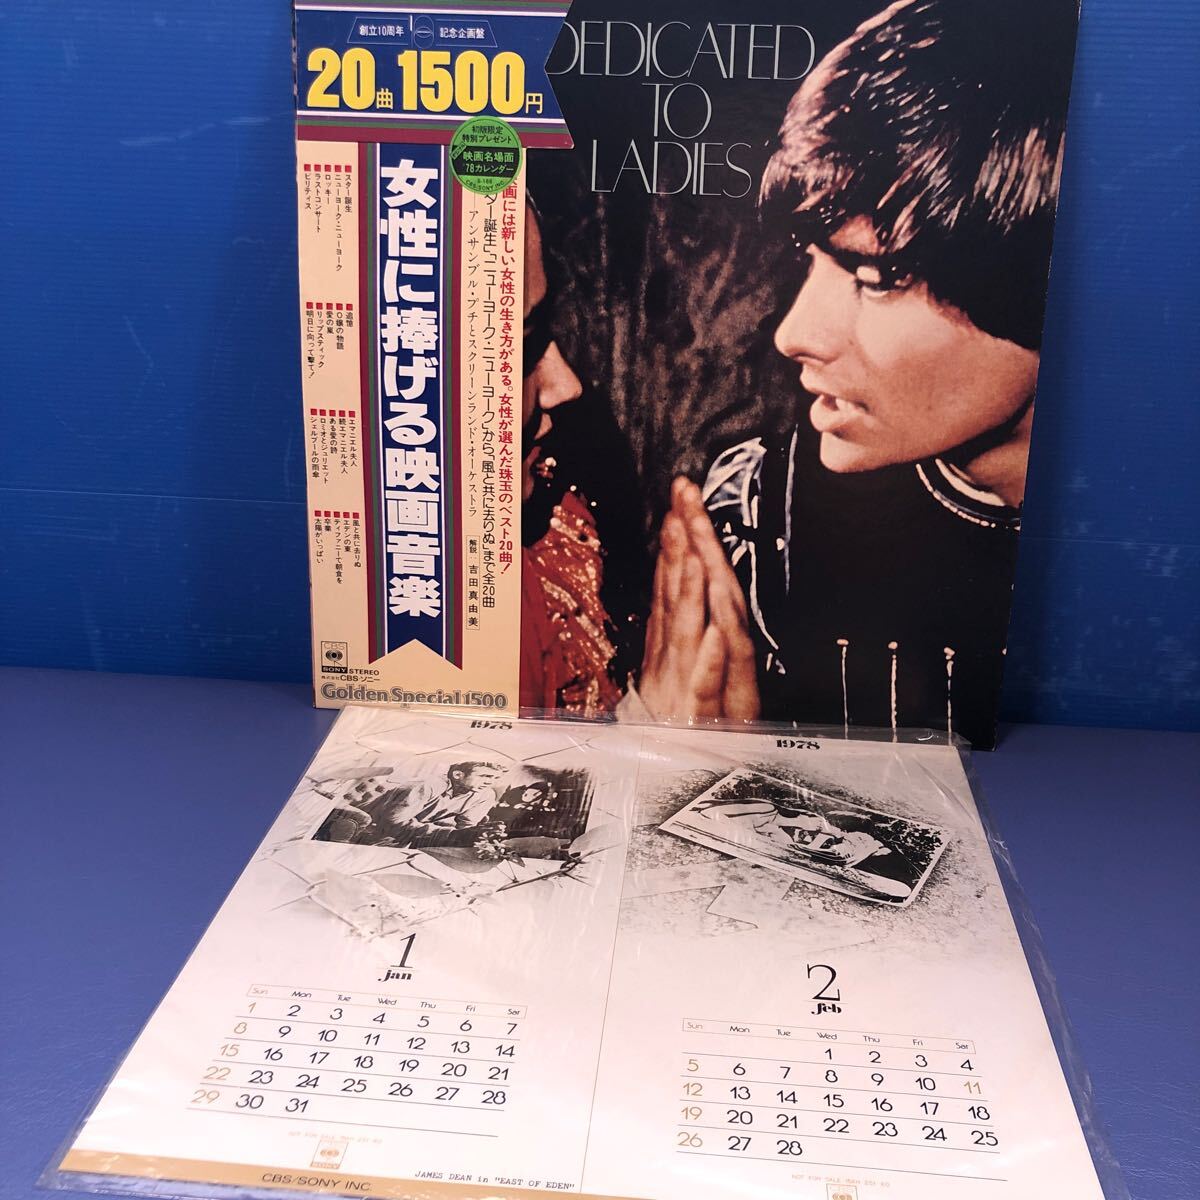 創立10周年 記念企画盤
20曲1500円
初版限定
特別プレゼント
映画名場面
'78カレンダー
CBS/SONY INC.
DEDICATED
TO
LADIES
女性に捧げる映画音楽
画には新しい女性の生き方がある。女性が選んだ珠玉のベスト20曲!
ター誕生」「ニューヨーク・ニューヨーク」から「風と共に去りぬ」まで全20曲
アンサンブル・プチとスクリーンランド・オーケストラ
解説:吉田真由美
スター誕生
ニューヨーク・ニューヨーク
ロッキー
ラストコンサート
ビリティス
追憶
O嬢の物語
愛の嵐
リップスティック
明日に向って撃て!
エマニエル夫人
続エマニエル夫人
ある愛の詩
ロミオとジュリエット
シェルブールの雨傘
風と共に去りぬ
エデンの東
ティファニーで朝食を
卒業
太陽がいっぱい
CBS
SONY STEREO
株式会社CBS・ソニー
Golden Special 1500
1978
1
jan
Sun Mon Tue Wed Thu Fri Sat
1 2 3 4 5 6 7
8 9 10 11 12 13 14
15 16 17 18 19 20 21
22 23 24 25 26 27 28
29 30 31
NOT FOR SALE
SONY
CBS/SONY INC.
JAMES DEAN in "EAST OF EDEN"
1978
2
feb
Sun Mon Tue Wed Thu Fri Sat
1 2 3 4
5 6 7 8 9 10 11
12 13 14 15 16 17 18
19 20 21 22 23 24 25
26 27 28
NOT FOR SALE